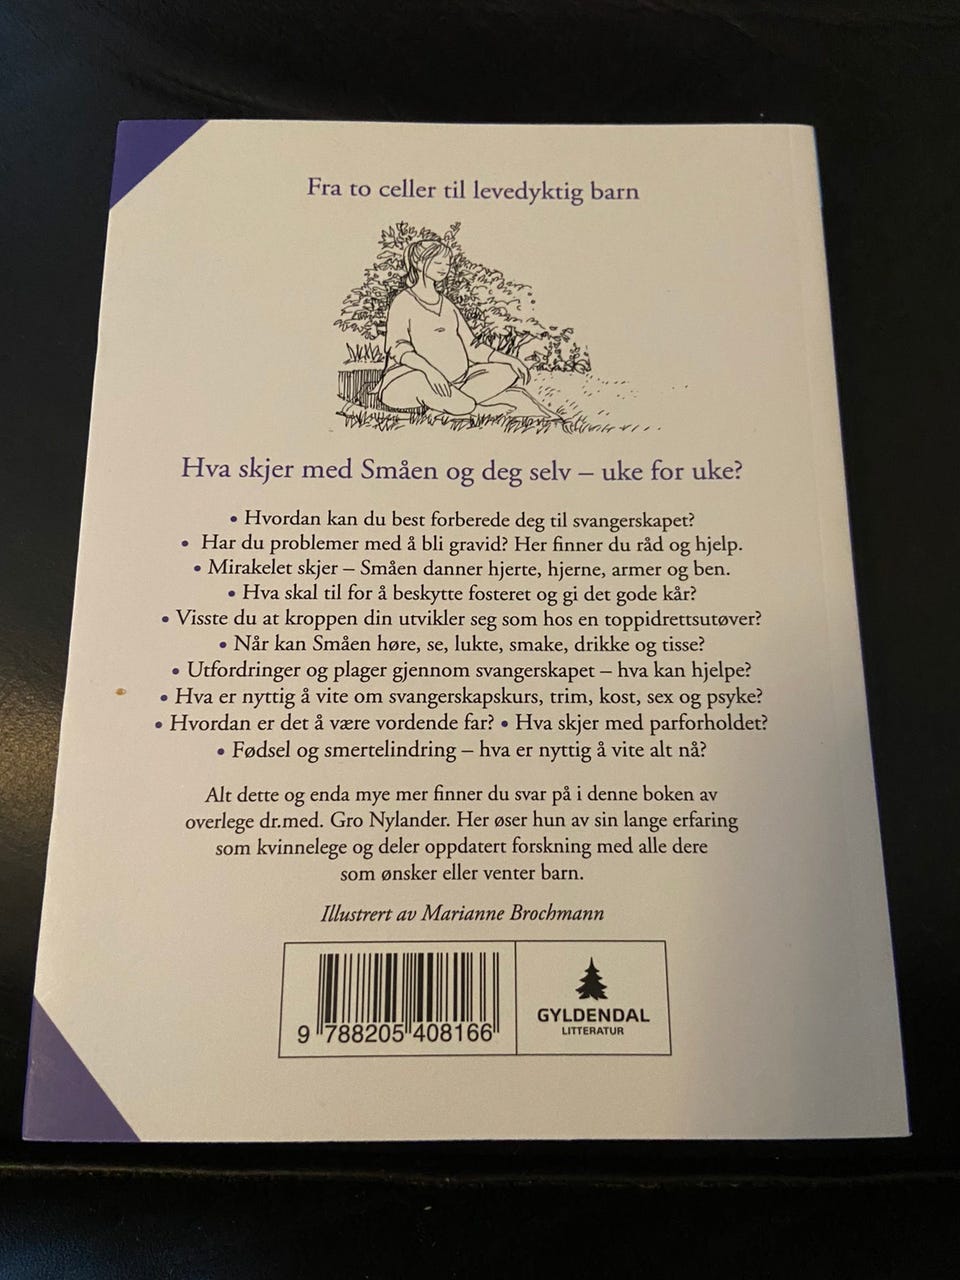 Fra to celler til levedyktig barn
Hva skjer med Småen og deg selv – uke for uke?
• Hvordan kan du best forberede deg til svangerskapet?
• Har du problemer med å bli gravid? Her finner du råd og hjelp.
• Mirakelet skjer – Småen danner hjerte, hjerne, armer og ben.
• Hva skal til for å beskytte fosteret og gi det gode kår?
• Visste du at kroppen din utvikler seg som hos en toppidrettsutøver?
• Når kan Småen høre, se, lukte, smake, drikke og tisse?
• Utfordringer og plager gjennom svangerskapet – hva kan hjelpe?
• Hva er nyttig å vite om svangerskapskurs, trim, kost, sex og psyke?
• Hvordan er det å være vordende far? • Hva skjer med parforholdet?
• Fødsel og smertelindring – hva er nyttig å vite alt nå?
Alt dette og enda mye mer finner du svar på i denne boken av
overlege dr.med. Gro Nylander. Her øser hun av sin lange erfaring
som kvinnelege og deler oppdatert forskning med alle dere
som ønsker eller venter barn.
Illustrert av Marianne Brochmann
9 788205 408166
GYLDENDAL
LITTERATUR